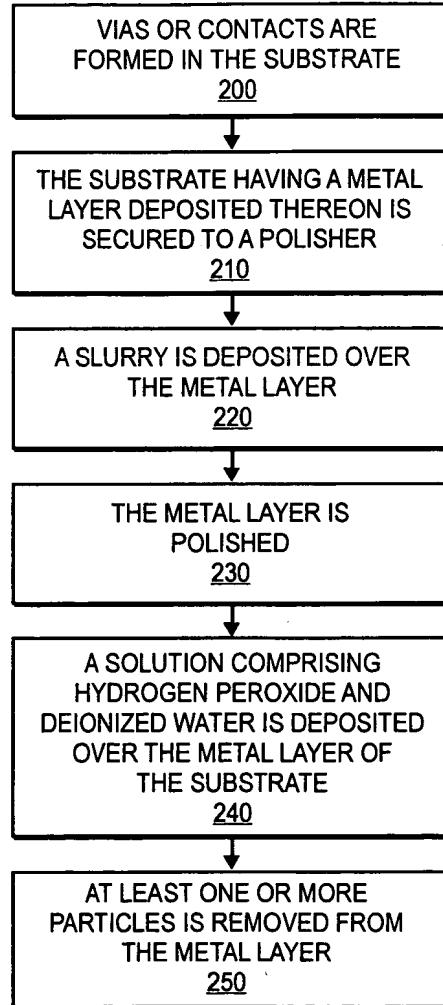 VIAS OR CONTACTS ARE
FORMED IN THE SUBSTRATE
200
THE SUBSTRATE HAVING A METAL
LAYER DEPOSITED THEREON IS
SECURED TO A POLISHER
210
A SLURRY IS DEPOSITED OVER
THE METAL LAYER
220
THE METAL LAYER IS
POLISHED
230
A SOLUTION COMPRISING
HYDROGEN PEROXIDE AND
DEIONIZED WATER IS DEPOSITED
OVER THE METAL LAYER OF
THE SUBSTRATE
240
AT LEAST ONE OR MORE
PARTICLES IS REMOVED FROM
THE METAL LAYER
250